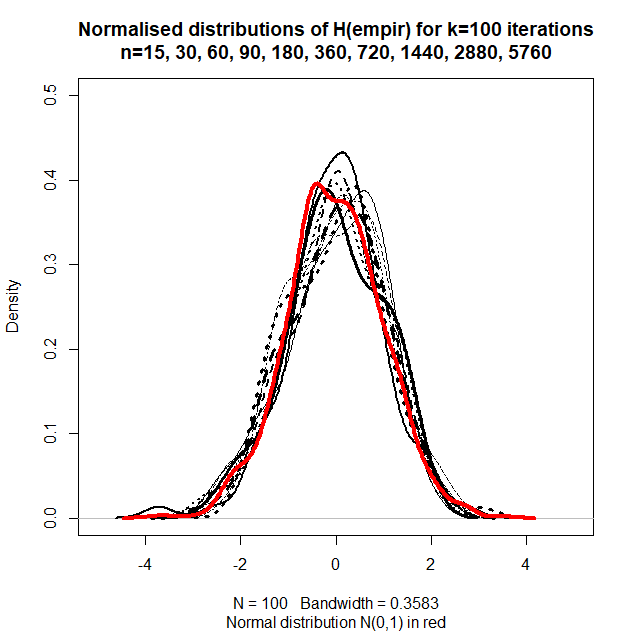 Normalised distributions of H(empir) for k=100 iterations
n=15, 30, 60, 90, 180, 360, 720, 1440, 2880, 5760
0.5
0.4
0.3
0.2
0.1
0.0
Density
-4
-2
0
2
4
N = 100   Bandwidth = 0.3583
Normal distribution N(0,1) in red